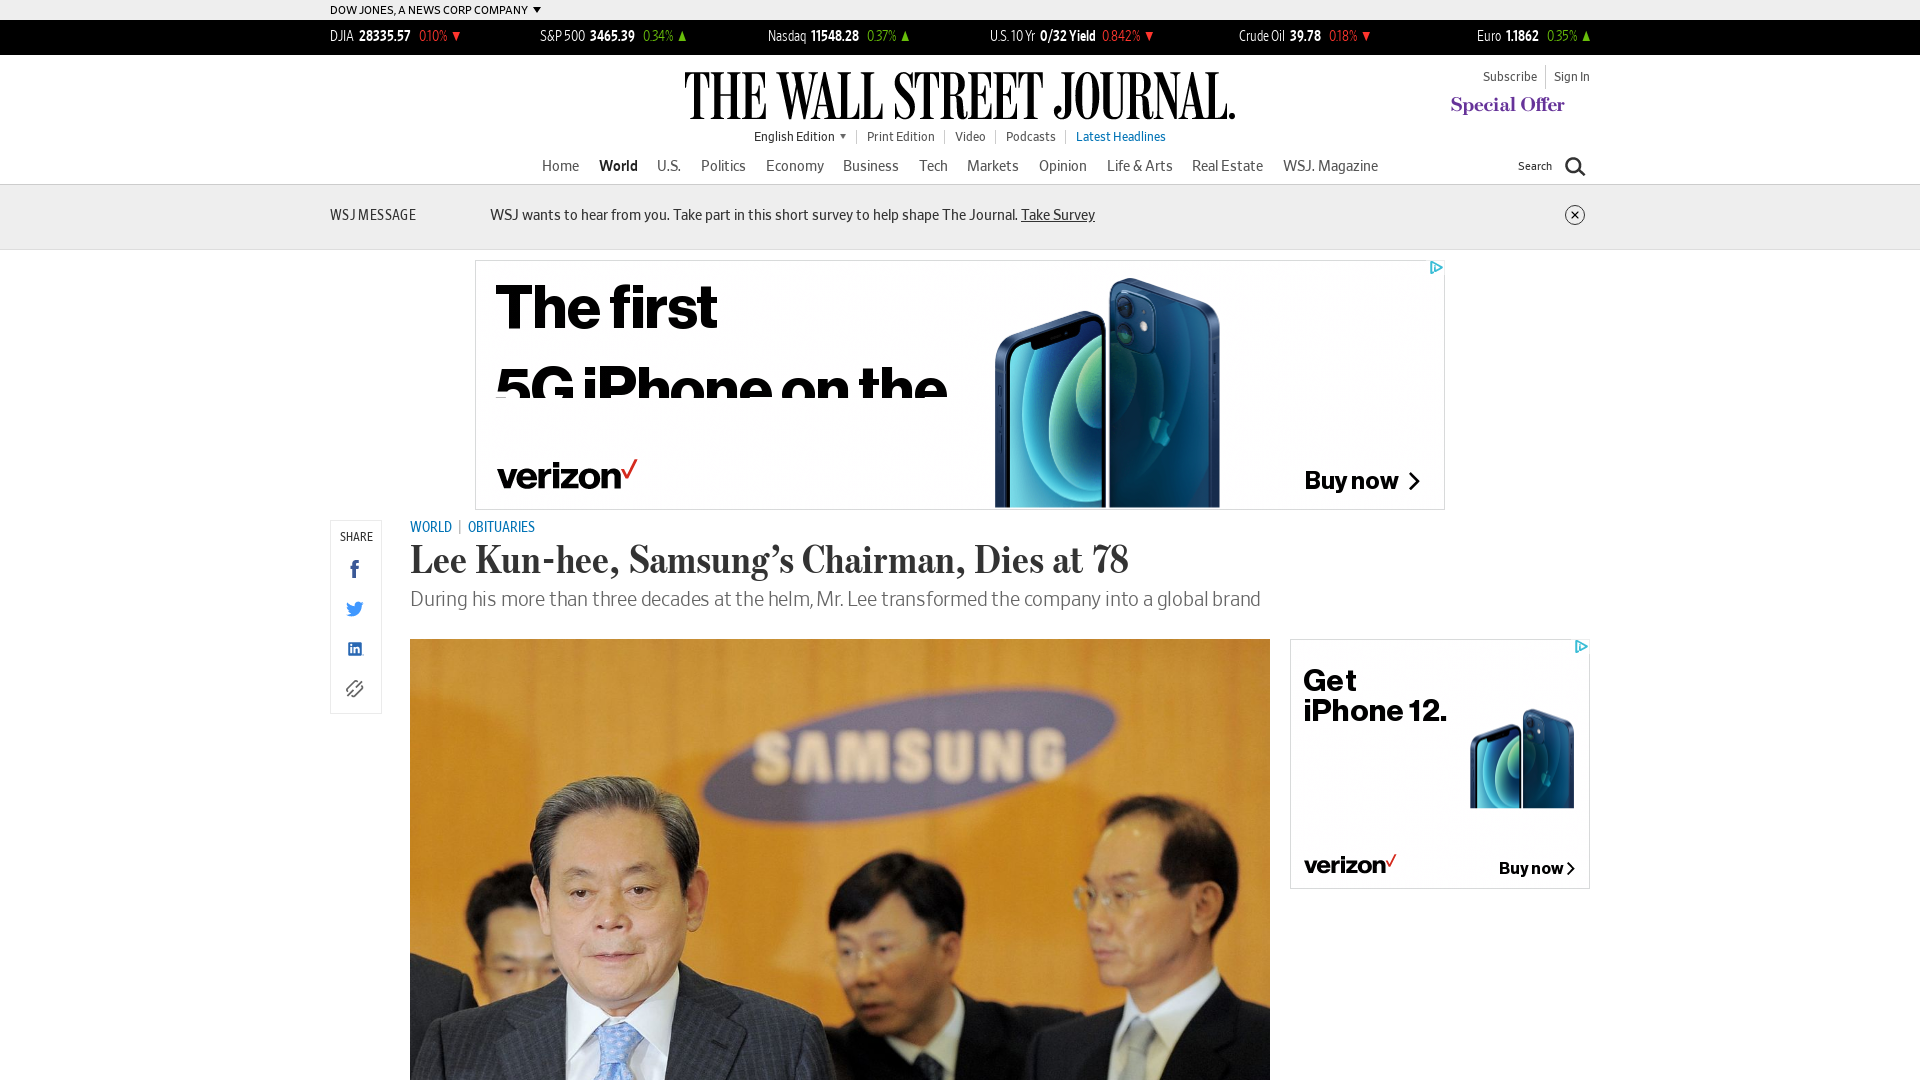 DOW JONES, A NEWS CORP COMPANY
DJIA 28335.57 0.10% S&P 500 3465.39 0.34% Nasdaq 11548.28 0.37% U.S. 10 Yr 0/32 Yield 0.842% Crude Oil 39.78 0.18% Euro 1.1862 0.35%
THE WALL STREET JOURNAL.
Subscribe Sign In
Special Offer
English Edition Print Edition Video Podcasts Latest Headlines
Home World U.S. Politics Economy Business Tech Markets Opinion Life & Arts Real Estate WSJ. Magazine Search
WSJ MESSAGE WSJ wants to hear from you. Take part in this short survey to help shape The Journal. Take Survey
The first
5G iPhone on the
verizon
Buy now
SHARE
WORLD | OBITUARIES
Lee Kun-hee, Samsung’s Chairman, Dies at 78
During his more than three decades at the helm, Mr. Lee transformed the company into a global brand
SAMSUNG
Get
iPhone 12.
verizon
Buy now